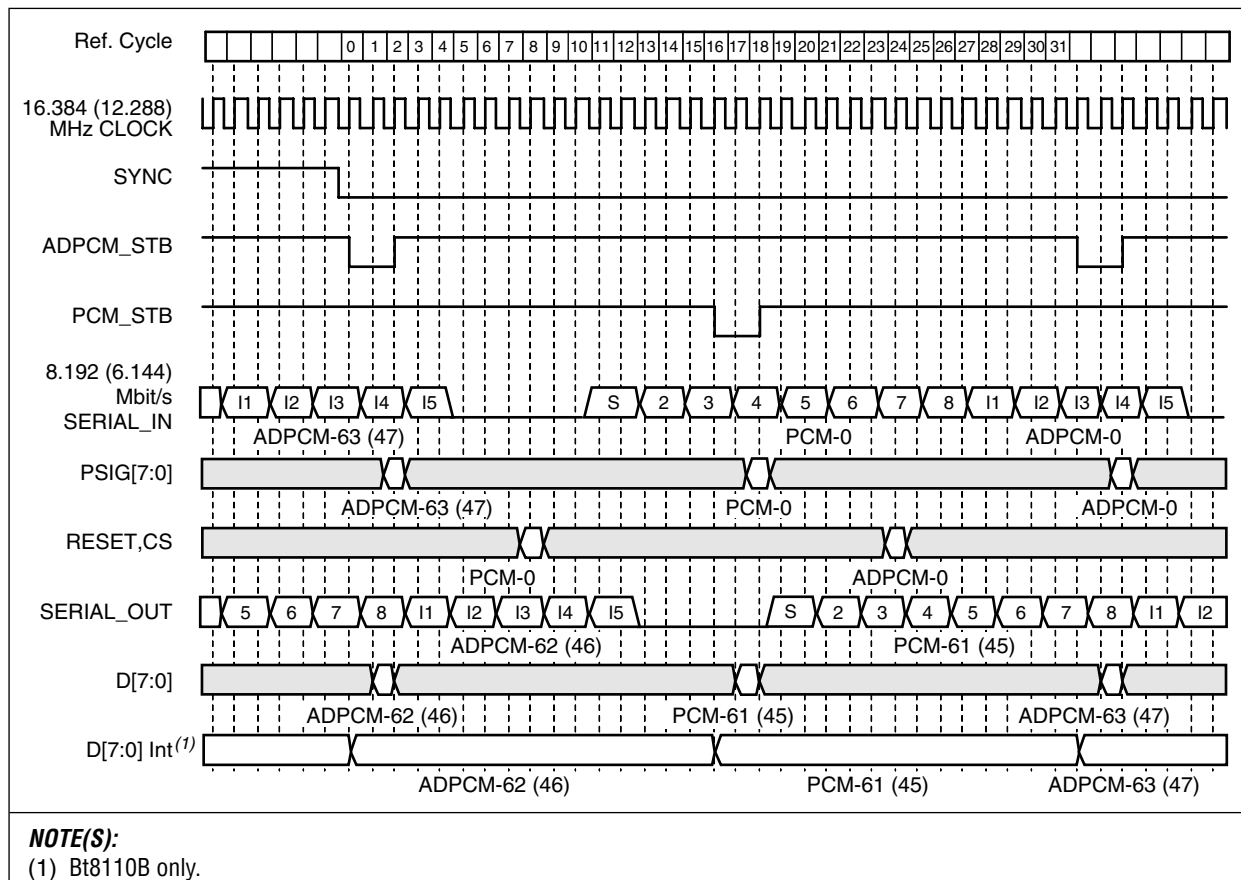 Ref. Cycle
0 1 2 3 4 5 6 7 8 9 10 11 12 13 14 15 16 17 18 19 20 21 22 23 24 25 26 27 28 29 30 31
16.384 (12.288)
MHz CLOCK
SYNC
ADPCM_STB
PCM_STB
8.192 (6.144)
Mbit/s
SERIAL_IN
I1 I2 I3 I4 I5 S 2 3 4 5 6 7 8 I1 I2 I3 I4 I5
ADPCM-63 (47) PCM-0 ADPCM-0
PSIG[7:0]
ADPCM-63 (47) PCM-0 ADPCM-0
RESET,CS
PCM-0 ADPCM-0
SERIAL_OUT
5 6 7 8 I1 I2 I3 I4 I5 S 2 3 4 5 6 7 8 I1 I2
ADPCM-62 (46) PCM-61 (45)
D[7:0]
ADPCM-62 (46) PCM-61 (45) ADPCM-63 (47)
D[7:0] Int (1)
ADPCM-62 (46) PCM-61 (45) ADPCM-63 (47)
NOTE(S):
(1) Bt8110B only.